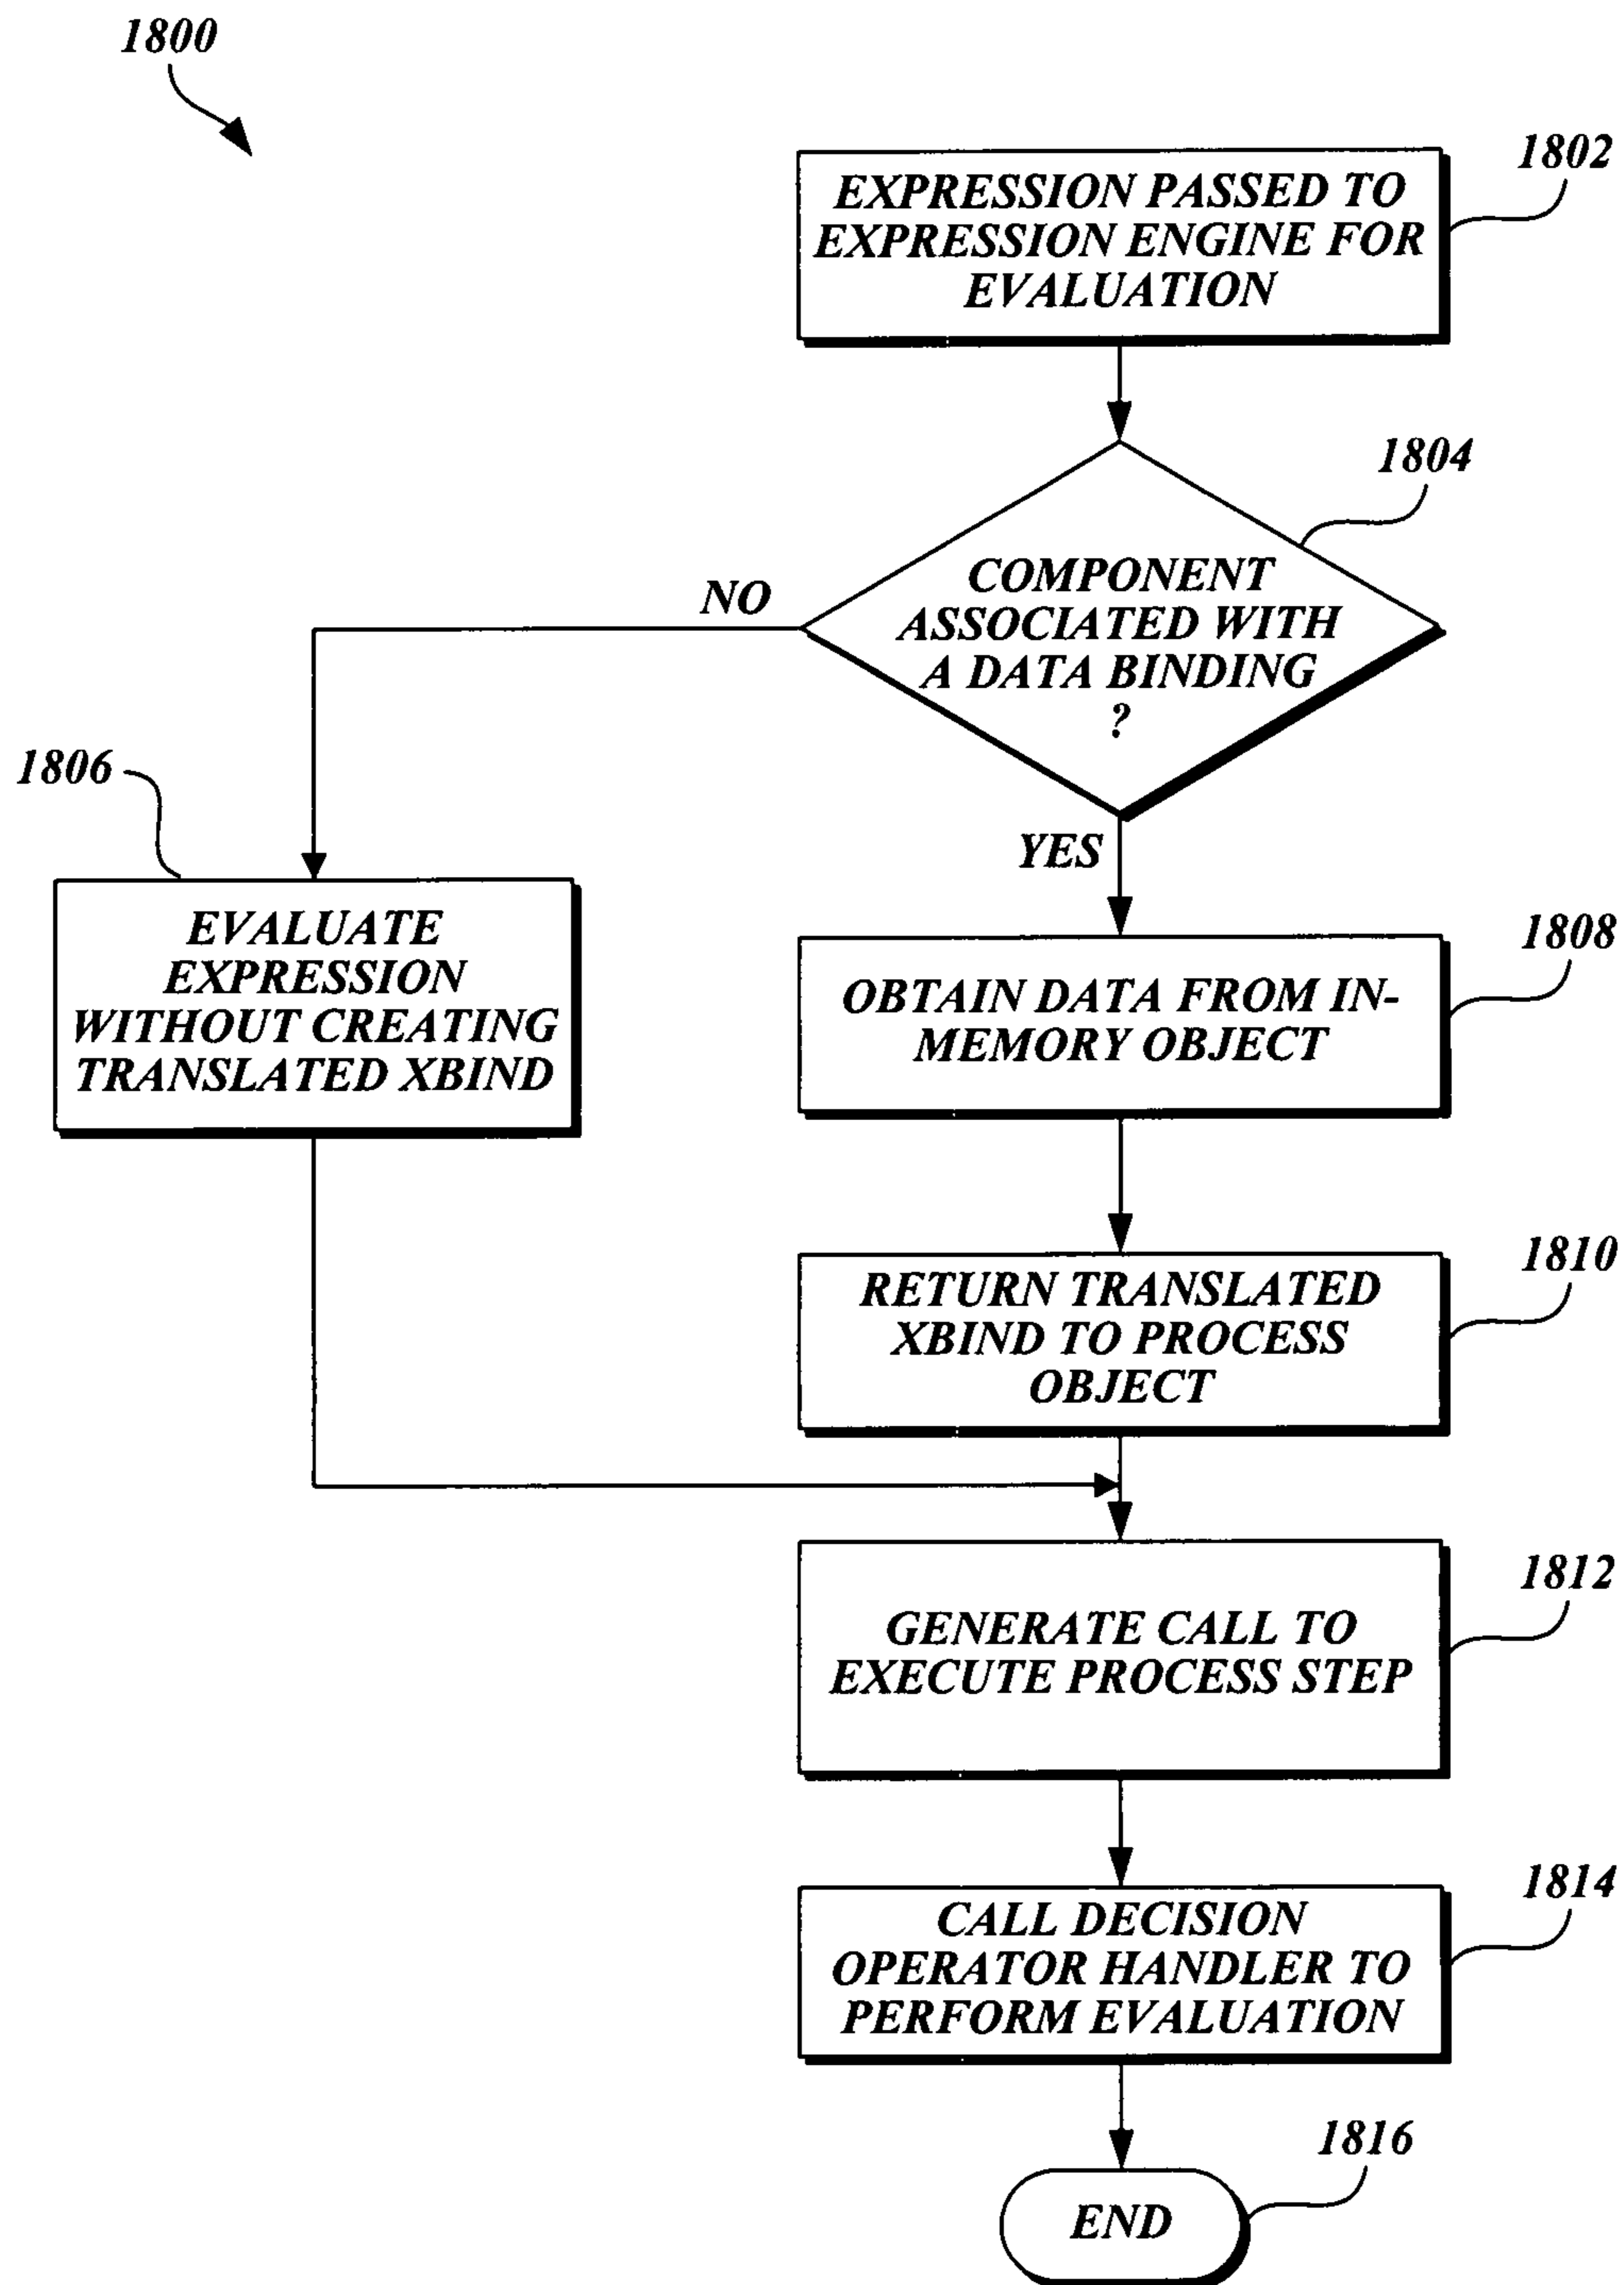 1800
1802
EXPRESSION PASSED TO
EXPRESSION ENGINE FOR
EVALUATION
1804
COMPONENT
ASSOCIATED WITH
A DATA BINDING
?
NO
YES
1806
EVALUATE
EXPRESSION
WITHOUT CREATING
TRANSLATED XBIND
1808
OBTAIN DATA FROM IN-
MEMORY OBJECT
1810
RETURN TRANSLATED
XBIND TO PROCESS
OBJECT
1812
GENERATE CALL TO
EXECUTE PROCESS STEP
1814
CALL DECISION
OPERATOR HANDLER TO
PERFORM EVALUATION
1816
END